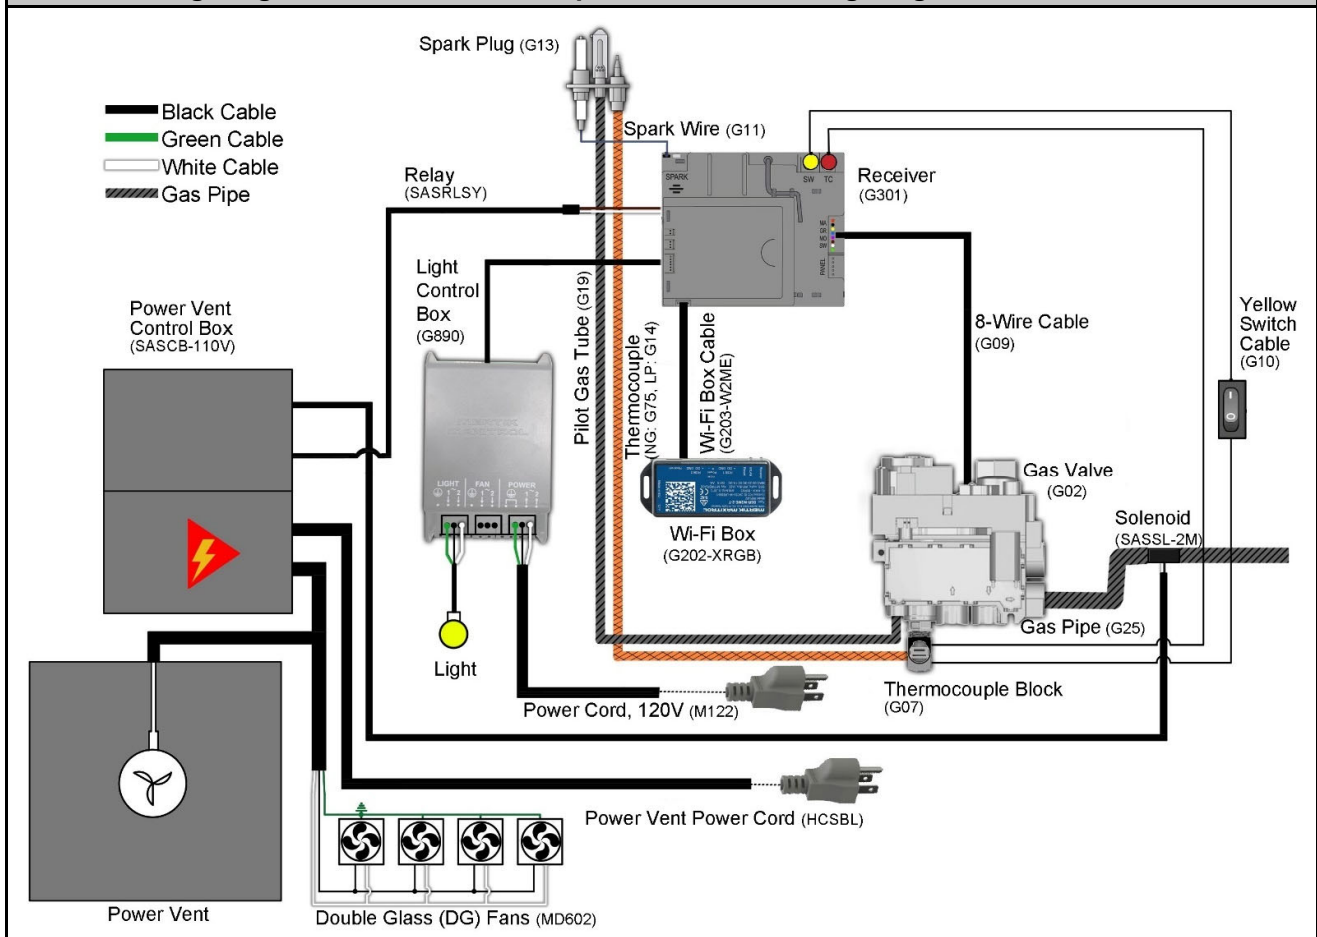 Spark Plug (G13)
Black Cable
Green Cable
White Cable
Gas Pipe
Spark Wire (G11)
SPARK
SW TC
Relay
(SASRLSY)
Receiver
(G301)
PANEL
Light
Control
Box
(G890)
Power Vent
Control Box
(SASCB-110V)
Pilot Gas Tube (G19)
Thermocouple
(NG: G75, LP: G14)
Wi-Fi Box Cable
(G203-W2ME)
8-Wire Cable
(G09)
Yellow
Switch
Cable
(G10)
LIGHT FAN POWER
Wi-Fi Box
(G202-XRGB)
Gas Valve
(G02)
Solenoid
(SASSL-2M)
Gas Pipe (G25)
Light
Thermocouple Block
(G07)
Power Cord, 120V (M122)
Power Vent Power Cord (HCSBL)
Power Vent
Double Glass (DG) Fans (MD602)